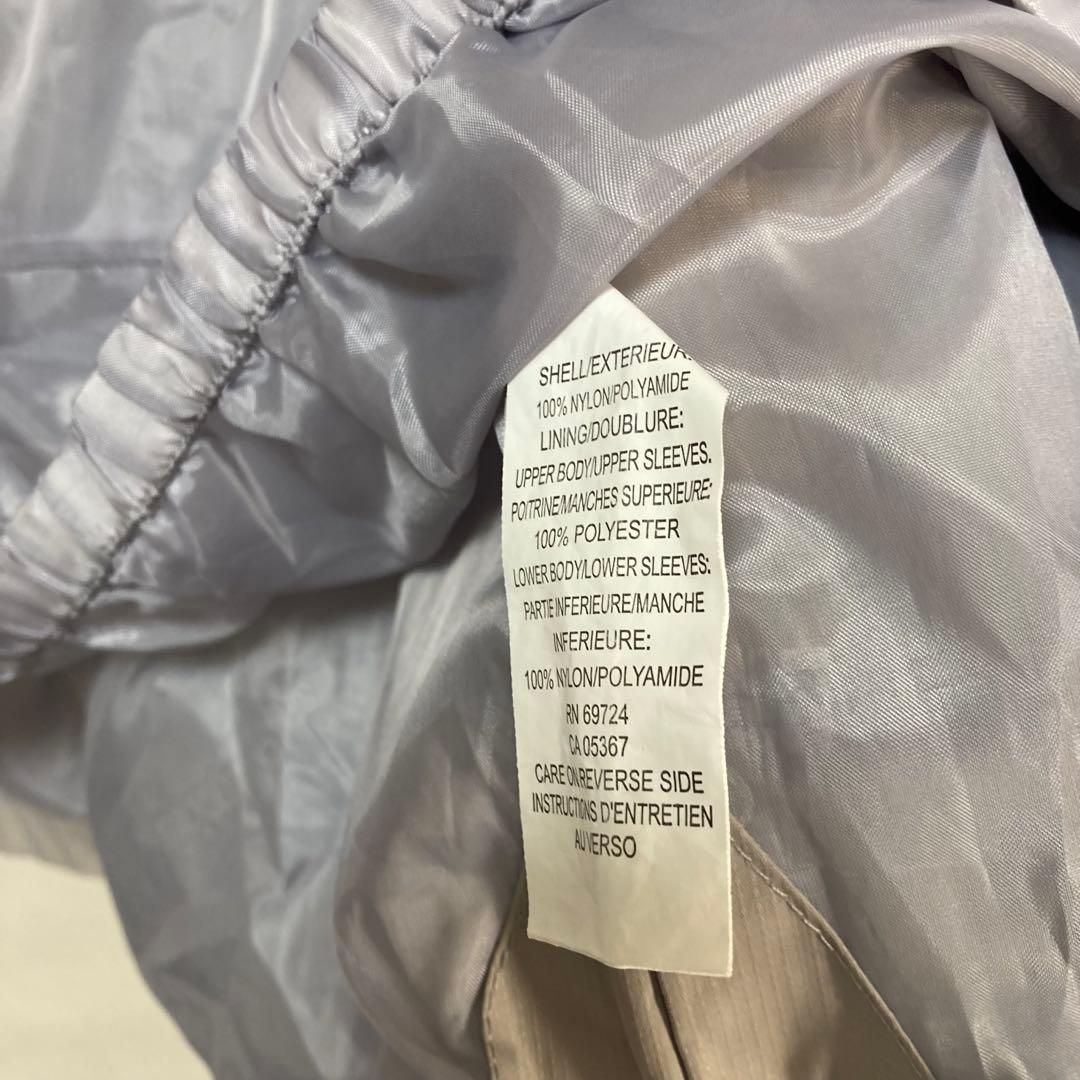 SHELL/EXTERIEUR:
100% NYLON/POLYAMIDE
LINING/DOUBLURE:
UPPER BODY/UPPER SLEEVES.
POITRINE/MANCHES SUPERIEURE:
100% POLYESTER
LOWER BODY/LOWER SLEEVES:
PARTIE INFERIEURE/MANCHE
INFERIEURE:
100% NYLON/POLYAMIDE
RN 69724
CA 05367
CARE ON REVERSE SIDE
INSTRUCTIONS D'ENTRETIEN
AU VERSO